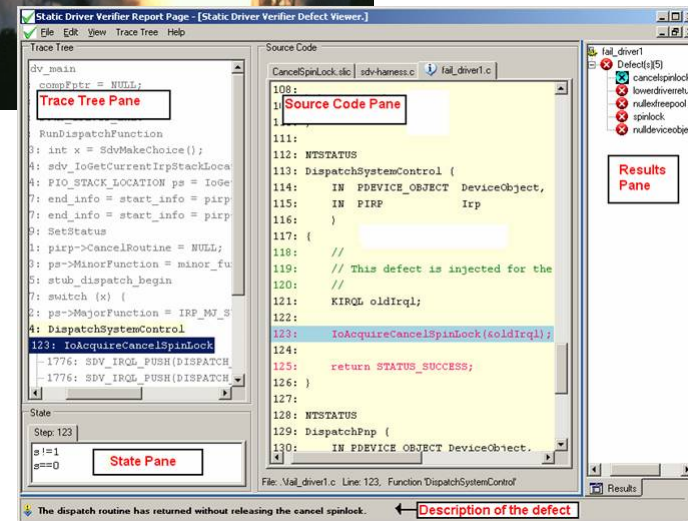 Static Driver Verifier Report Page - [Static Driver Verifier Defect Viewer.]
File Edit View Trace Tree Help
Trace Tree
dv_main
compFptr = NULL;
Trace Tree Pane
RunDispatchFunction
3: int x = SdvMakeChoice();
4: sdv_IoGetCurrentIrpStackLoca
4: PIO_STACK_LOCATION ps = IoGe
7: end_info = start_info = pirp
7: end_info = start_info = pirp
9: SetStatus
1: pirp->CancelRoutine = NULL;
3: ps->MinorFunction = minor_fu
5: stub_dispatch_begin
7: switch (x) {
2: ps->MajorFunction = IRP_MJ_S
4: DispatchSystemControl
123: IoAcquireCancelSpinLock
1776: SDV_IRQL_PUSH(DISPATCH_
1776: SDV_IRQL_PUSH(DISPATCH_
State
Step: 123
s!=1
s==0
State Pane
Source Code
CancelSpinLock.slic sdv-harness.c fail_driver1.c
108:
Source Code Pane
111:
112: NTSTATUS
113: DispatchSystemControl (
114: IN PDEVICE_OBJECT DeviceObject,
115: IN PIRP Irp
116: )
117: {
118: //
119: // This defect is injected for the
120: //
121: KIRQL oldIrql;
122:
123: IoAcquireCancelSpinLock(&oldIrql);
124:
125: return STATUS_SUCCESS;
126: }
127:
128: NTSTATUS
129: DispatchPnp (
130: IN PDEVICE_OBJECT DeviceObject,
File: .\fail_driver1.c Line: 123, Function 'DispatchSystemControl'
fail_driver1
Defect(s)(5)
cancelspinlock
lowerdriverretu
nullexfreepool
spinlock
nulldeviceobje
Results Pane
Results
The dispatch routine has returned without releasing the cancel spinlock.
Description of the defect